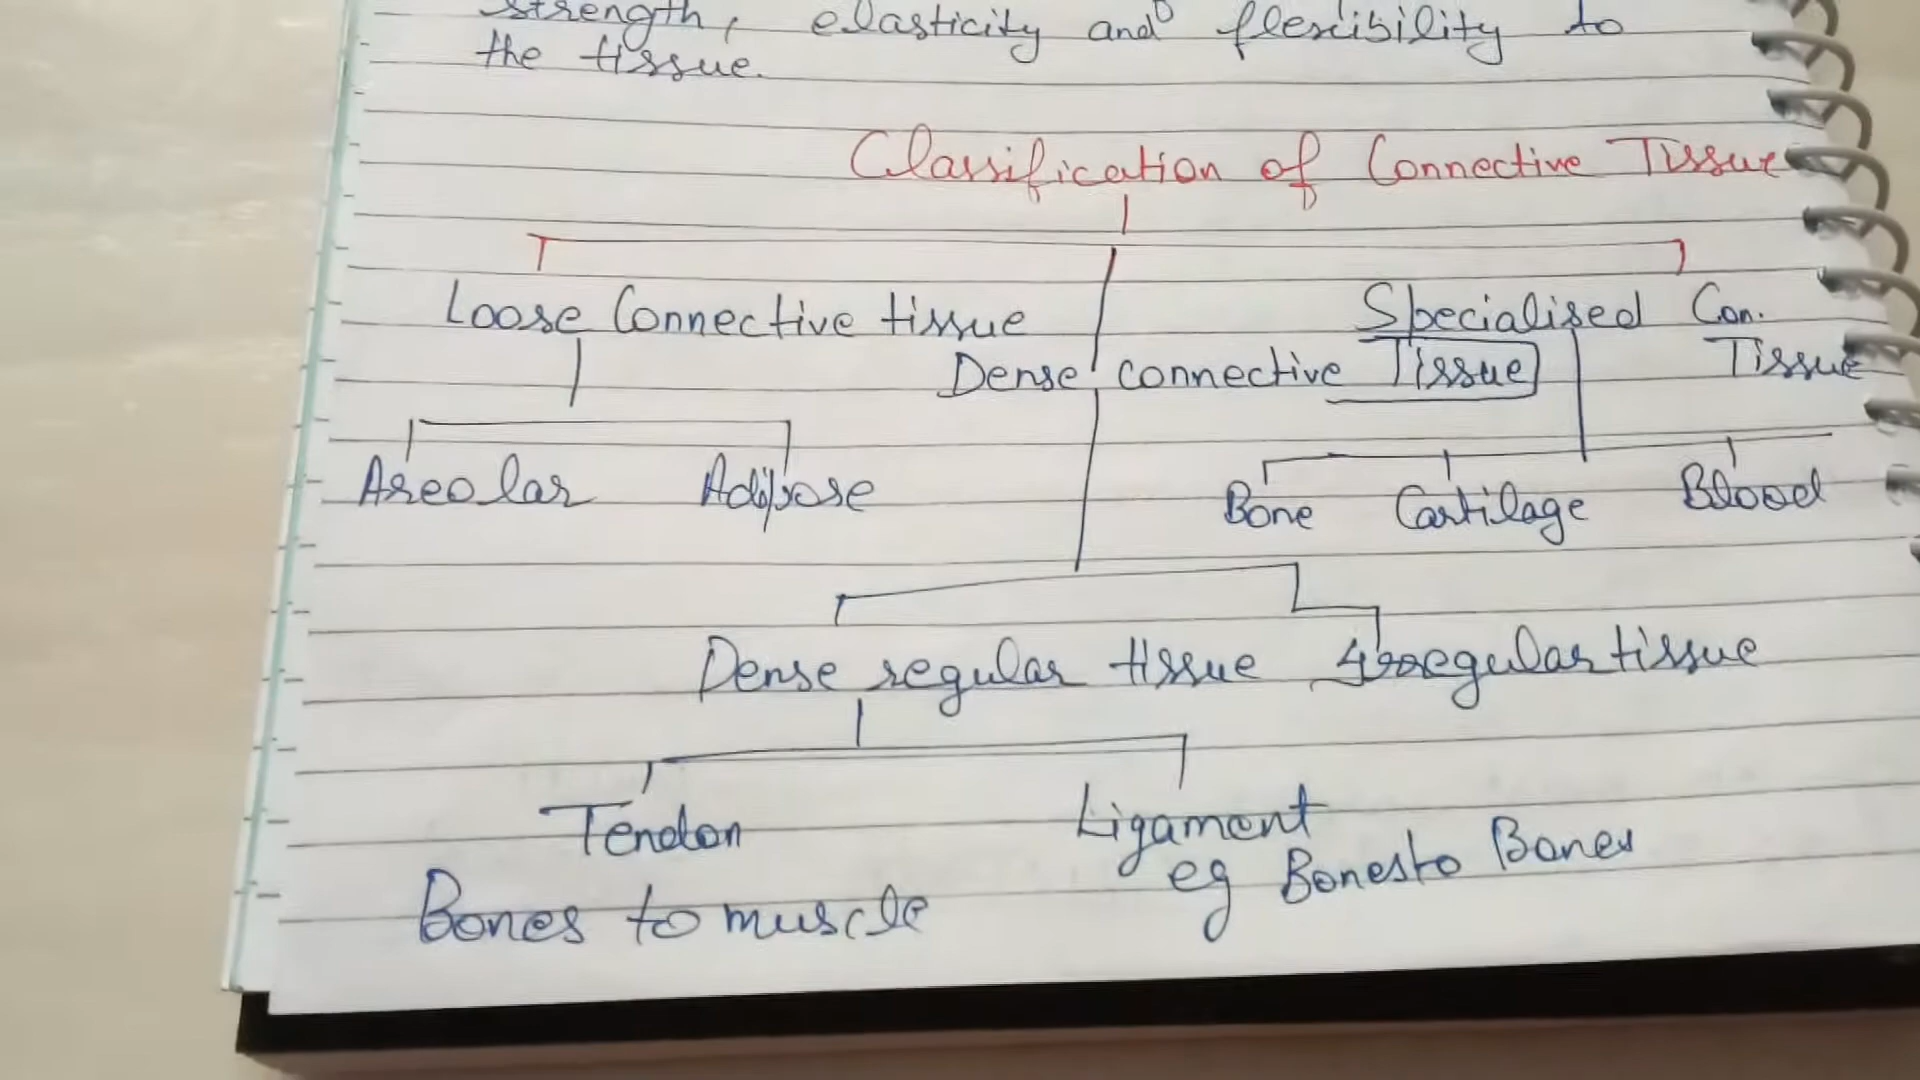 strength, elasticity and flexibility to
the tissue.
Classification of Connective Tissue
Loose Connective tissue
Specialised Con.
Tissue
Dense connective Tissue
Areolar Adipose
Bone Cartilage Blood
Dense regular tissue Irregular tissue
Tendon Ligament
Bones to muscle
eg Bones to Bones